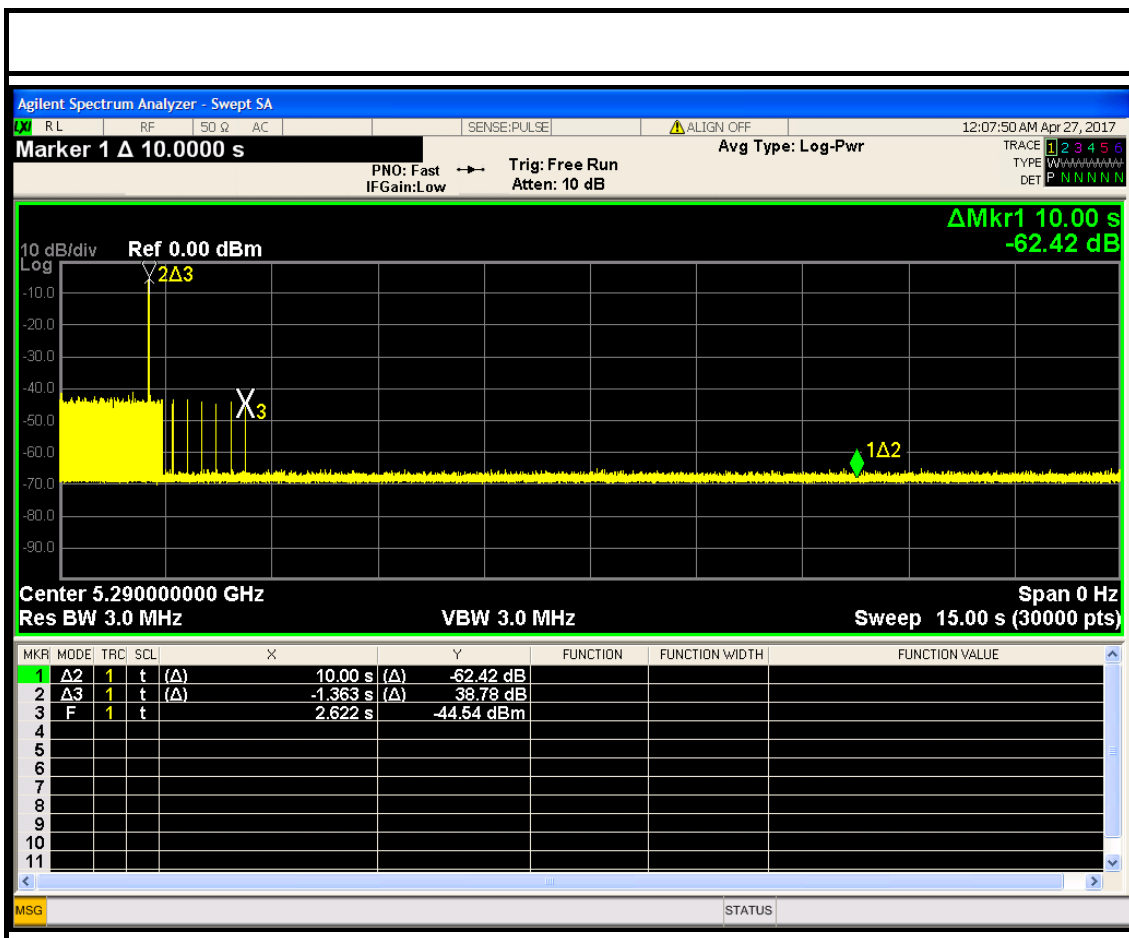 Agilent Spectrum Analyzer - Swept SA
LXI RL RF 50 Ω AC SENSE:PULSE ALIGN OFF 12:07:50 AM Apr 27, 2017
Marker 1 Δ 10.0000 s
PNO: Fast
IFGain:Low
Trig: Free Run
Atten: 10 dB
Avg Type: Log-Pwr
TRACE 1 2 3 4 5 6
TYPE WWWWWW
DET P N N N N N
ΔMkr1 10.00 s
-62.42 dB
10 dB/div Ref 0.00 dBm
Log
2Δ3
-10.0
-20.0
-30.0
-40.0
3
-50.0
-60.0
1Δ2
-70.0
-80.0
-90.0
Center 5.290000000 GHz Span 0 Hz
Res BW 3.0 MHz VBW 3.0 MHz Sweep 15.00 s (30000 pts)
MKR MODE TRC SCL X Y FUNCTION FUNCTION WIDTH FUNCTION VALUE
1 Δ2 1 t (Δ) 10.00 s (Δ) -62.42 dB
2 Δ3 1 t (Δ) -1.363 s (Δ) 38.78 dB
3 F 1 t 2.622 s -44.54 dBm
4
5
6
7
8
9
10
11
MSG STATUS